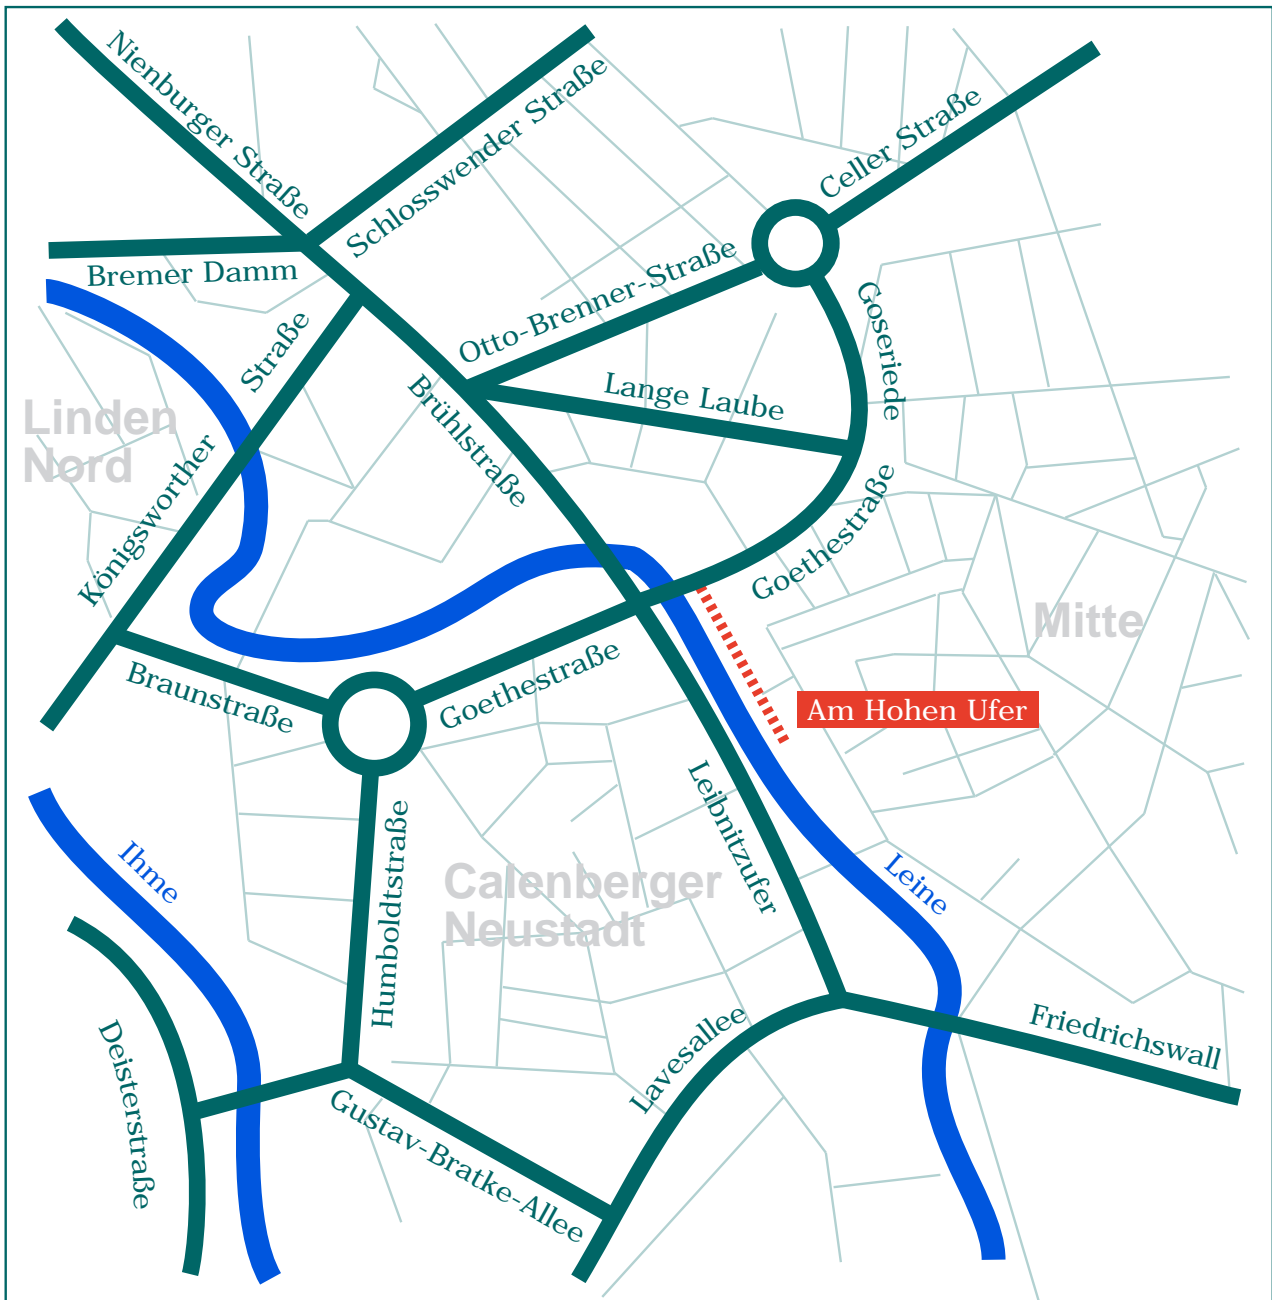 Nienburger Straße
Schlosswender Straße
Celler Straße
Bremer Damm
Otto-Brenner-Straße
Goseriede
Königsworther Straße
Lange Laube
Brühlstraße
Linden
Nord
Goethestraße
Mitte
Braunstraße
Goethestraße
Am Hohen Ufer
Leibnitzufer
Humboldtstraße
Ihme
Leine
Calenberger
Neustadt
Deisterstraße
Lavesallee
Friedrichswall
Gustav-Bratke-Allee